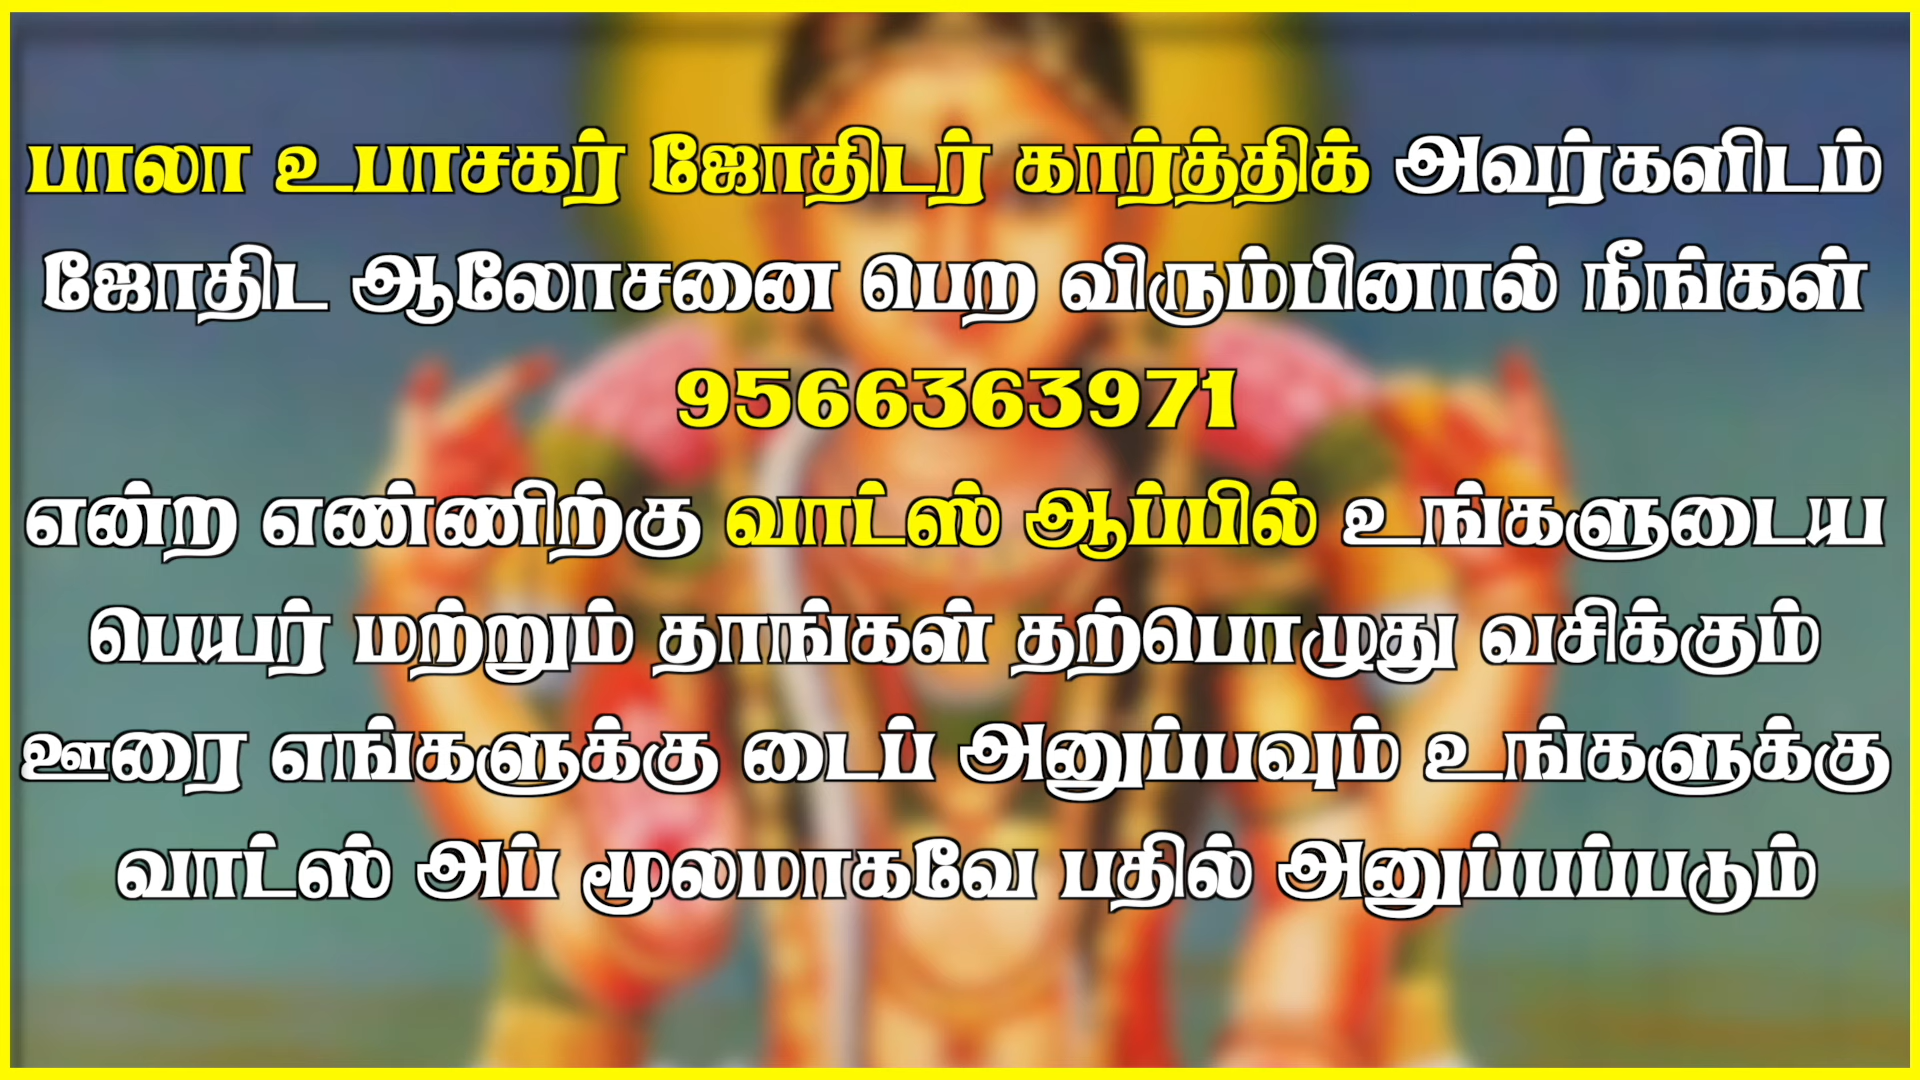 பாலா உபாசகர் ஜோதிடர் கார்த்திக் அவர்களிடம்
ஜோதிட ஆலோசனை பெற விரும்பினால் நீங்கள்
9566363971
என்ற எண்ணிற்கு வாட்ஸ் ஆப்பில் உங்களுடைய
பெயர் மற்றும் தாங்கள் தற்பொழுது வசிக்கும்
ஊரை எங்களுக்கு டைப் அனுப்பவும் உங்களுக்கு
வாட்ஸ் அப் மூலமாகவே பதில் அனுப்பப்படும்